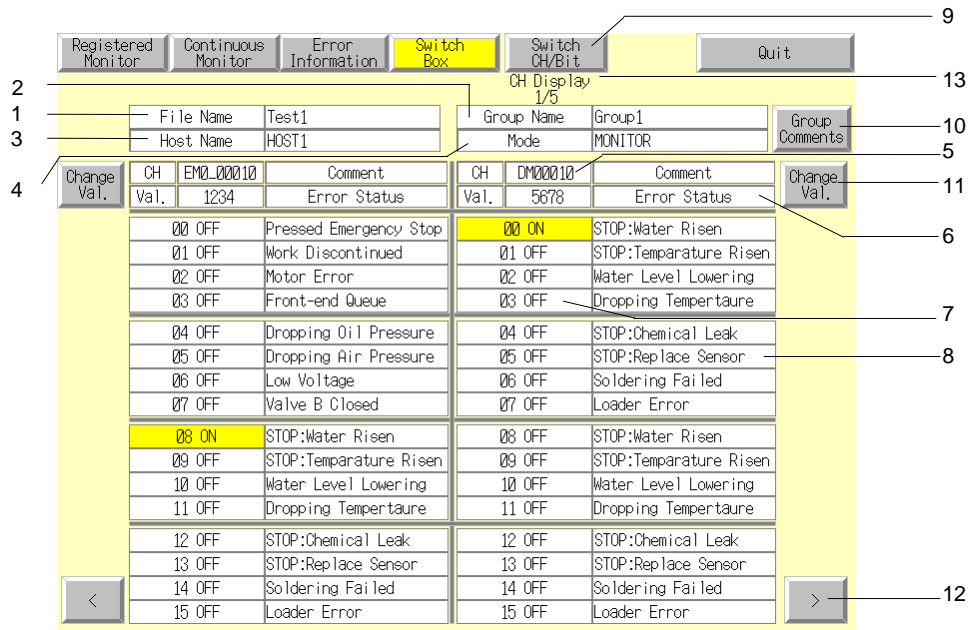 9
Registered Monitor Continuous Monitor Error Information Switch Box Switch CH/Bit Quit
CH Display 13
2 1/5
1 File Name Test1 Group Name Group1 Group Comments 10
3 Host Name HOST1 Mode MONITOR
4 5
Change Val. CH EM0_00010 Comment CH DM00010 Comment Change Val. 11
Val. 1234 Error Status Val. 5678 Error Status
6
00 OFF Pressed Emergency Stop 00 ON STOP:Water Risen
01 OFF Work Discontinued 01 OFF STOP:Temparature Risen
02 OFF Motor Error 02 OFF Water Level Lowering
03 OFF Front-end Queue 03 OFF Dropping Tempertaure
7
04 OFF Dropping Oil Pressure 04 OFF STOP:Chemical Leak
05 OFF Dropping Air Pressure 05 OFF STOP:Replace Sensor 8
06 OFF Low Voltage 06 OFF Soldering Failed
07 OFF Valve B Closed 07 OFF Loader Error
08 ON STOP:Water Risen 08 OFF STOP:Water Risen
09 OFF STOP:Temparature Risen 09 OFF STOP:Temparature Risen
10 OFF Water Level Lowering 10 OFF Water Level Lowering
11 OFF Dropping Tempertaure 11 OFF Dropping Tempertaure
12 OFF STOP:Chemical Leak 12 OFF STOP:Chemical Leak
13 OFF STOP:Replace Sensor 13 OFF STOP:Replace Sensor
< 14 OFF Soldering Failed 14 OFF Soldering Failed > 12
15 OFF Loader Error 15 OFF Loader Error